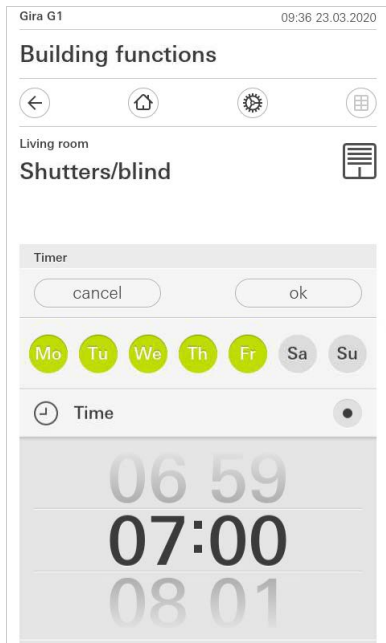 Gira G1 09:36 23.03.2020
Building functions
Living room
Shutters/blind
Timer
cancel ok
Mo Tu We Th Fr Sa Su
Time
06 59
07:00
08 01